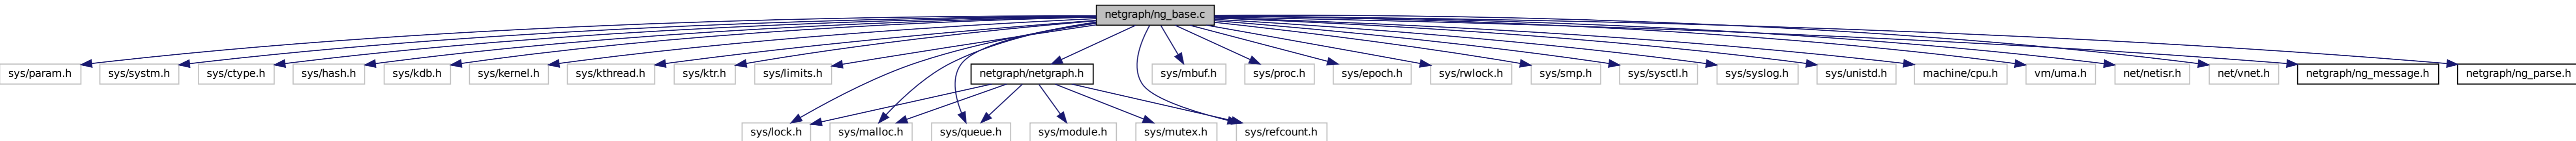 netgraph/ng_base.c
sys/param.h
sys/systm.h
sys/ctype.h
sys/hash.h
sys/kdb.h
sys/kernel.h
sys/kthread.h
sys/ktr.h
sys/limits.h
netgraph/netgraph.h
sys/mbuf.h
sys/proc.h
sys/epoch.h
sys/rwlock.h
sys/smp.h
sys/sysctl.h
sys/syslog.h
sys/unistd.h
machine/cpu.h
vm/uma.h
net/netisr.h
net/vnet.h
netgraph/ng_message.h
netgraph/ng_parse.h
sys/lock.h
sys/malloc.h
sys/queue.h
sys/module.h
sys/mutex.h
sys/refcount.h